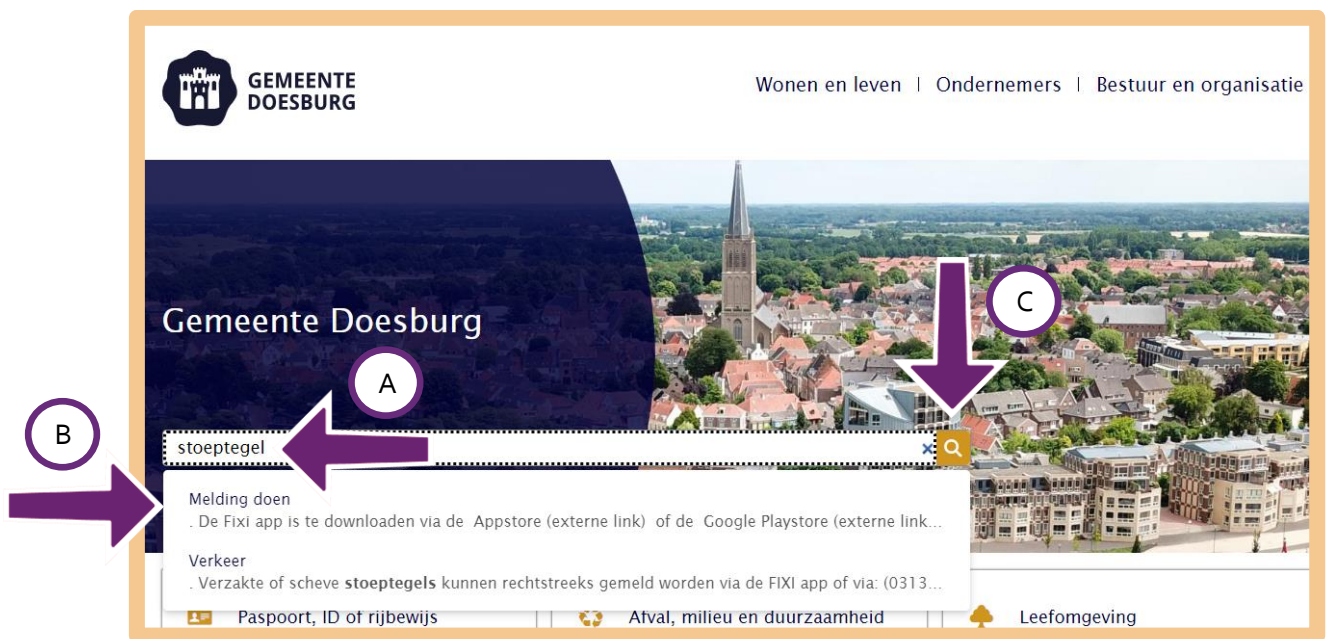 GEMEENTE
DOESBURG
Wonen en leven | Ondernemers | Bestuur en organisatie
Gemeente Doesburg
A
B
C
stoeptegel
Melding doen
. De Fixi app is te downloaden via de Appstore (externe link) of de Google Playstore (externe link...
Verkeer
. Verzakte of scheve stoeptegels kunnen rechtstreeks gemeld worden via de FIXI app of via: (0313...
Paspoort, ID of rijbewijs
Afval, milieu en duurzaamheid
Leefomgeving